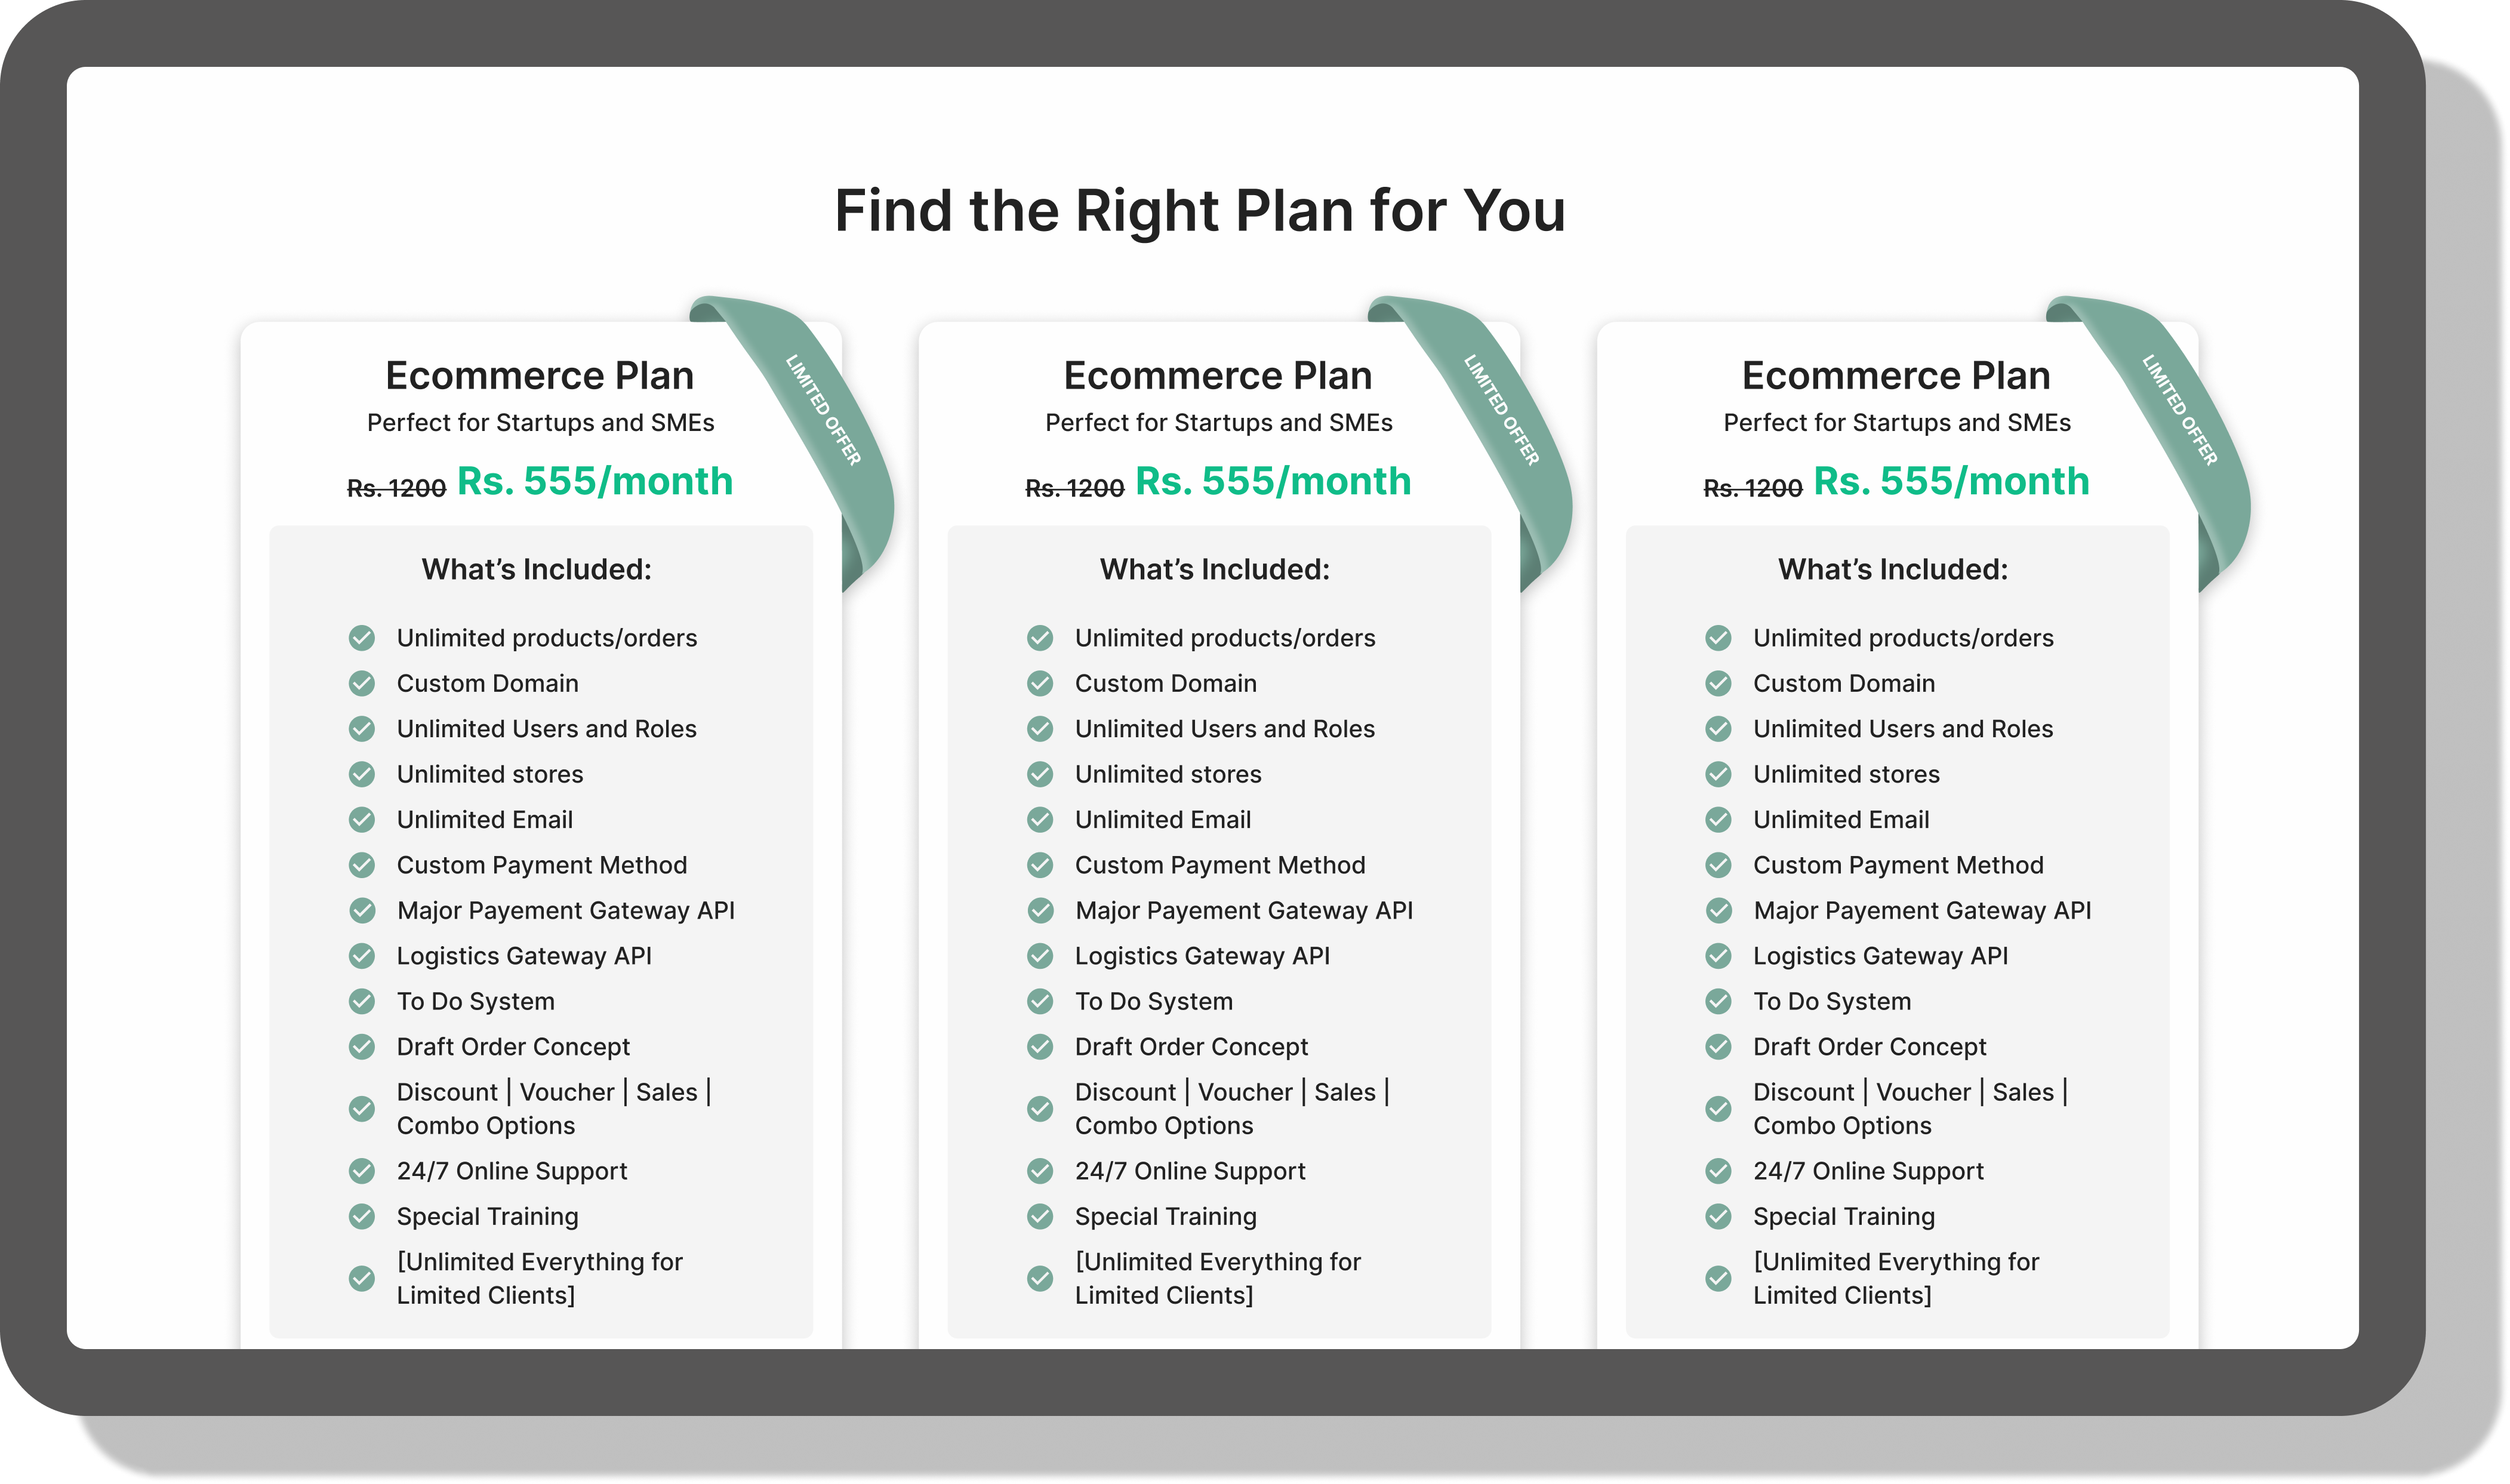 Find the Right Plan for You
LIMITED OFFER
Ecommerce Plan
Perfect for Startups and SMEs
Rs. 1200 Rs. 555/month
What’s Included:
Unlimited products/orders
Custom Domain
Unlimited Users and Roles
Unlimited stores
Unlimited Email
Custom Payment Method
Major Payement Gateway API
Logistics Gateway API
To Do System
Draft Order Concept
Discount | Voucher | Sales |
Combo Options
24/7 Online Support
Special Training
[Unlimited Everything for
Limited Clients]
LIMITED OFFER
Ecommerce Plan
Perfect for Startups and SMEs
Rs. 1200 Rs. 555/month
What’s Included:
Unlimited products/orders
Custom Domain
Unlimited Users and Roles
Unlimited stores
Unlimited Email
Custom Payment Method
Major Payement Gateway API
Logistics Gateway API
To Do System
Draft Order Concept
Discount | Voucher | Sales |
Combo Options
24/7 Online Support
Special Training
[Unlimited Everything for
Limited Clients]
LIMITED OFFER
Ecommerce Plan
Perfect for Startups and SMEs
Rs. 1200 Rs. 555/month
What’s Included:
Unlimited products/orders
Custom Domain
Unlimited Users and Roles
Unlimited stores
Unlimited Email
Custom Payment Method
Major Payement Gateway API
Logistics Gateway API
To Do System
Draft Order Concept
Discount | Voucher | Sales |
Combo Options
24/7 Online Support
Special Training
[Unlimited Everything for
Limited Clients]